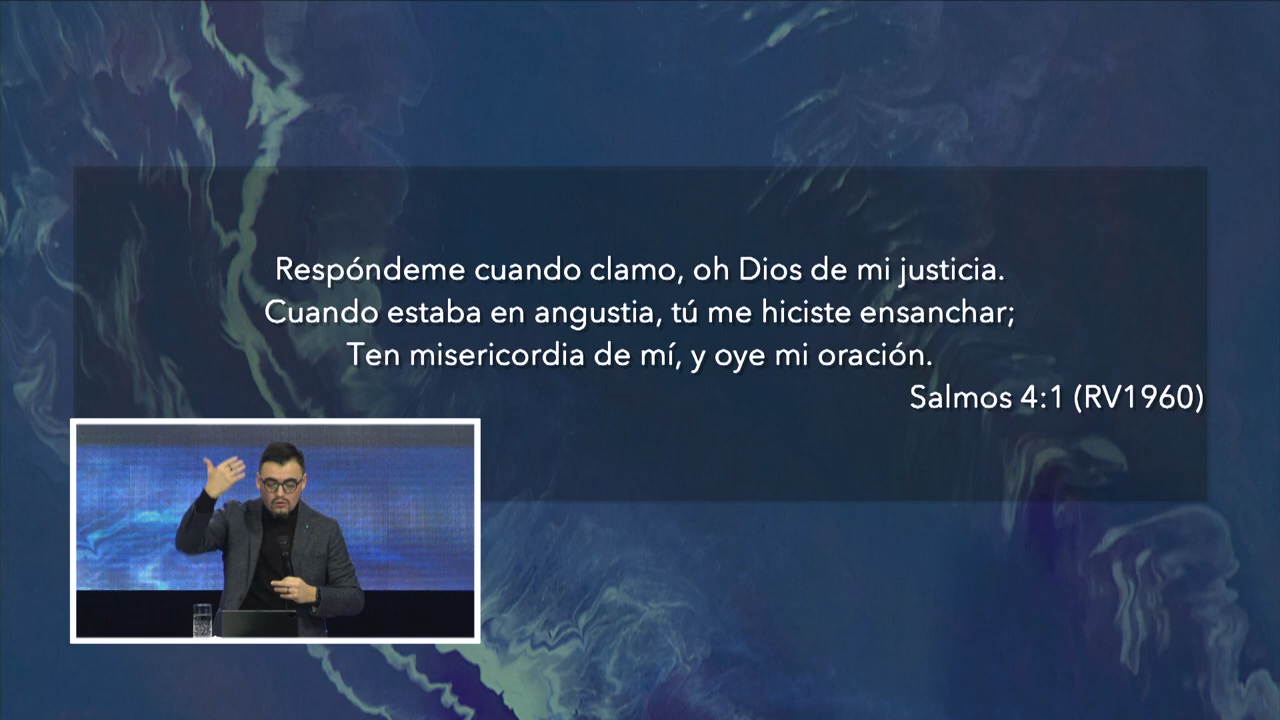 Respóndeme cuando clamo, oh Dios de mi justicia.
Cuando estaba en angustia, tú me hiciste ensanchar;
Ten misericordia de mí, y oye mi oración.
Salmos 4:1 (RV1960)